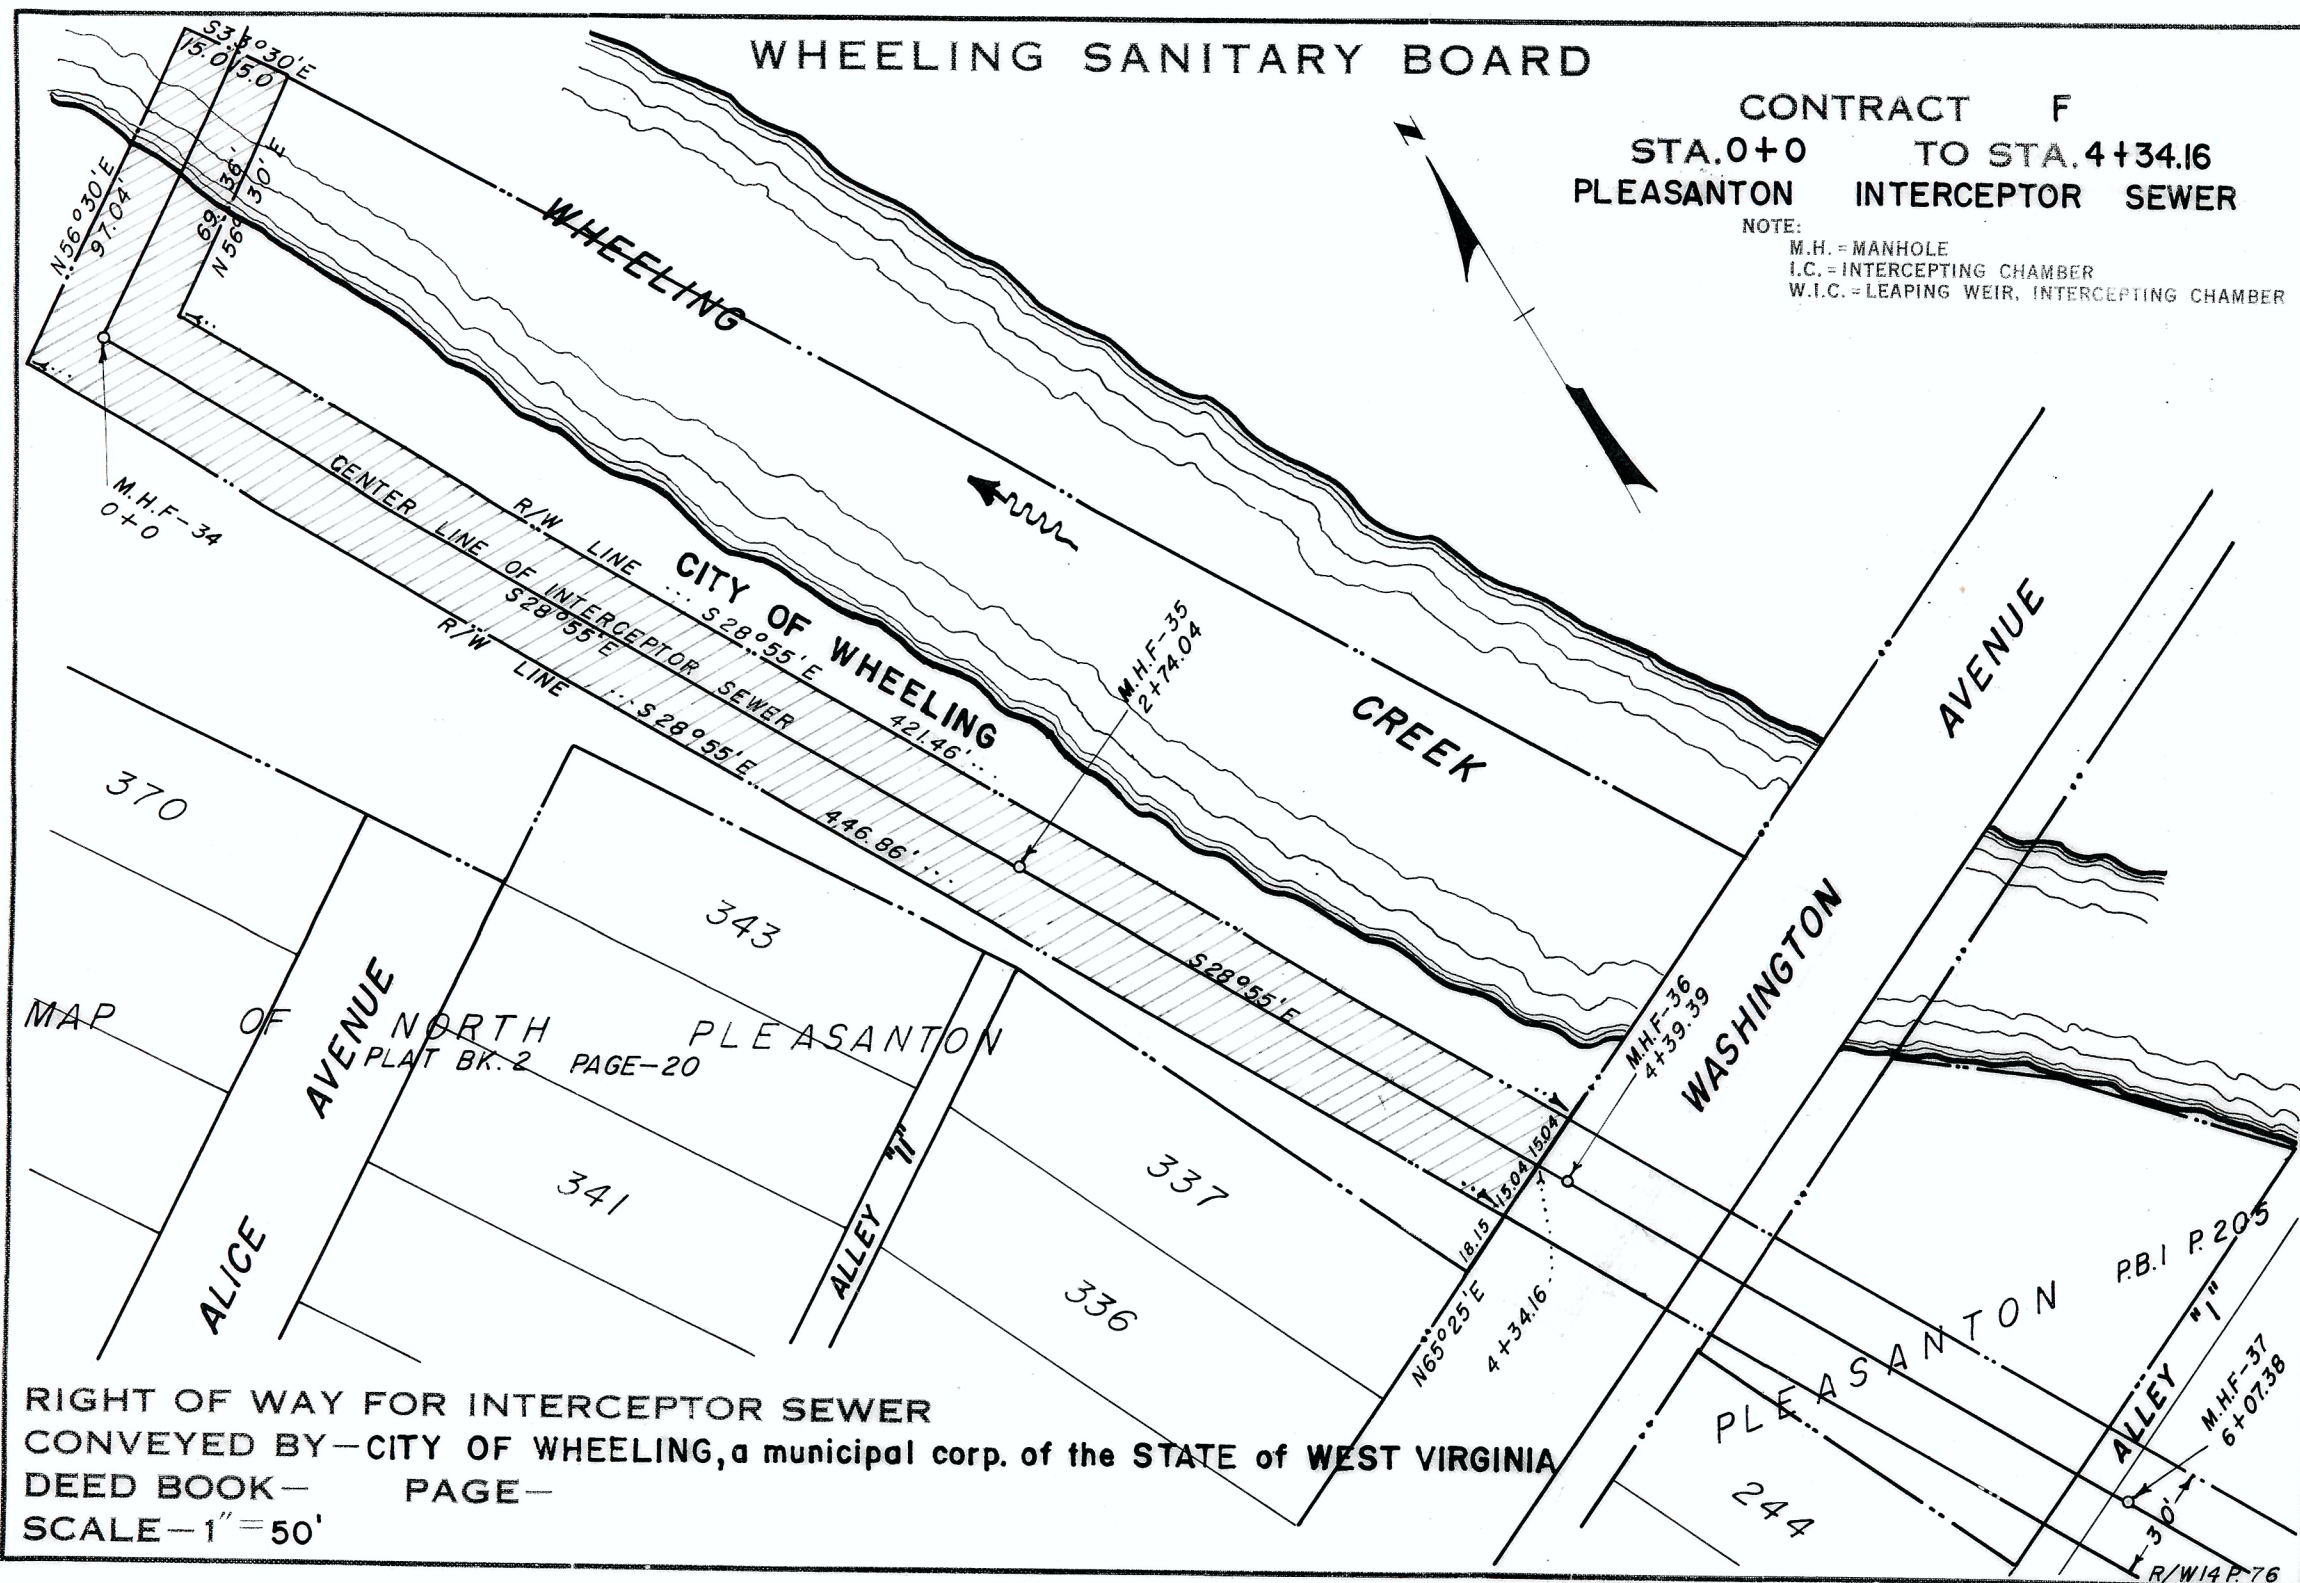 WHEELING SANITARY BOARD
CONTRACT F
STA.0+0 TO STA.4+34.16
PLEASANTON INTERCEPTOR SEWER
NOTE:
M.H. = MANHOLE
I.C. = INTERCEPTING CHAMBER
W.I.C. = LEAPING WEIR, INTERCEPTING CHAMBER
N
S33°30'E
15.0 15.0
N56°30'E
97.04'
69.36'
N56°30'E
WHEELING
CREEK
M.H.F-34
0+0
CENTER LINE OF INTERCEPTOR SEWER
S28°55'E
R/W LINE ... S28°55'E 421.46'...
R/W LINE ... S28°55'E 446.86'...
CITY OF WHEELING
M.H.F-35
2+74.04
S28°55'E
M.H.F-36
4+39.39
WASHINGTON AVENUE
15.04
15.04
18.15
N65°25'E
4+34.16
370
343
341
337
336
244
MAP OF NORTH PLEASANTON
PLAT BK. 2 PAGE-20
ALICE AVENUE
ALLEY "11"
PLEASANTON P.B.1 P.205
ALLEY "1"
M.H.F-37
6+07.38
30'
RIGHT OF WAY FOR INTERCEPTOR SEWER
CONVEYED BY-CITY OF WHEELING, a municipal corp. of the STATE of WEST VIRGINIA
DEED BOOK- PAGE-
SCALE-1"=50'
R/W14 P.76